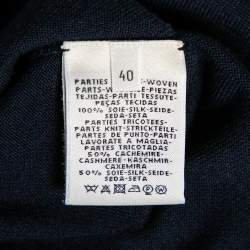 40
PARTIES WOVEN
PARTS-W -PIEZAS
TEJIDAS-PARTI TESSUTE-
PEÇAS TECIDAS
100% SOIE-SILK-SEIDE-
SEDA-SETA
PARTIES TRICOTEES-
PARTS KNIT-STRICKTEILE-
PARTES DE PUNTO-PARTI
LAVORATE A MAGLIA-
PARTES TRICOTADAS
50% CACHEMIRE-
CASHMERE-KASCHMIR-
CAXEMIRA
50% SOIE-SILK-SEIDE-
SEDA-SETA